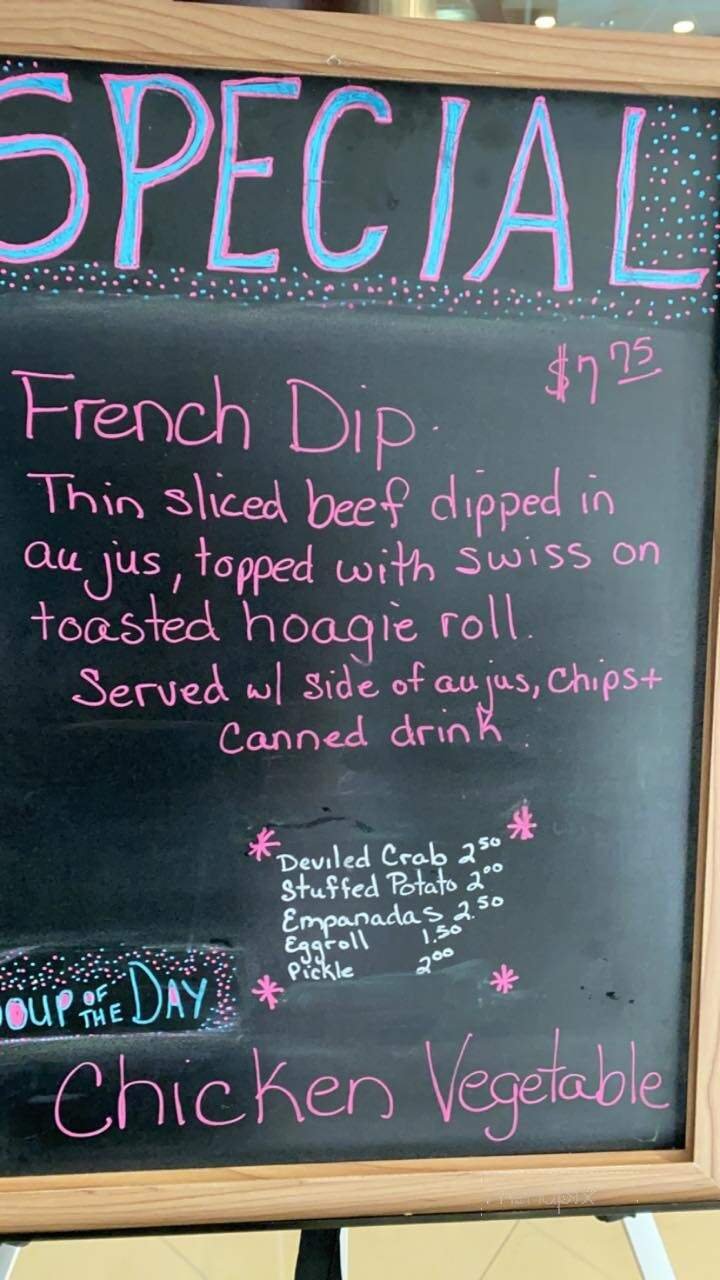 SPECIAL
$7 75
French Dip
Thin sliced beef dipped in
au jus, topped with swiss on
toasted hoagie roll.
Served w/ side of au jus, chips +
canned drink
* *
Deviled Crab 2 50
Stuffed Potato 2 00
Empanadas 2.50
Eggroll 1.50
Pickle 2 00
* *
SOUP OF THE DAY
Chicken Vegetable
menupix